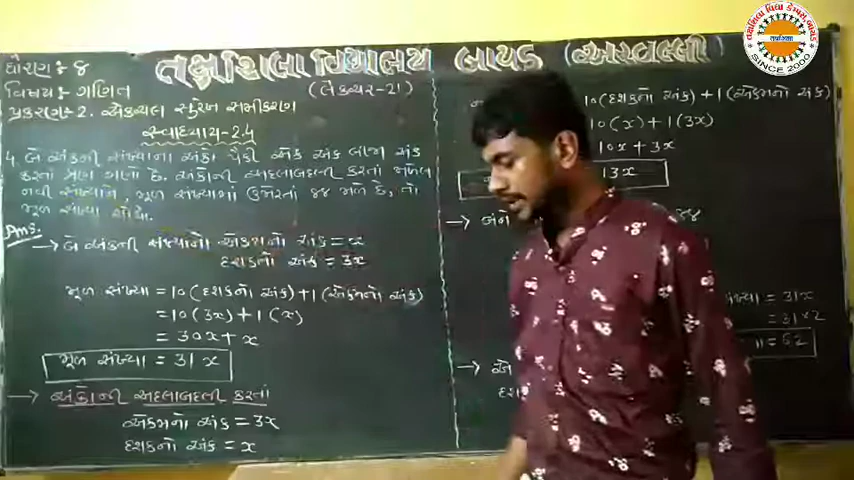 તક્ષશિલા વિદ્યાલય બાયડ (અરવલ્લી)
ધોરણ :- ૪
વિષય :- ગણિત
(લેક્ચર-21)
પ્રકરણ:- 2. એકચલ સુરેખ સમીકરણ
સ્વાધ્યાય-2.4
4. બે અંકની સંખ્યાના અંકો પૈકી એક અંક બીજા અંક
કરતાં ત્રણ ગણો છે. અંકોની અદલાબદલી કરતાં મળેલ
નવી સંખ્યાને, મૂળ સંખ્યામાં ઉમેરતાં ૪૪ મળે છે, તો
મૂળ સંખ્યા શોધો.
Ans.
→ બે અંકની સંખ્યાનો એકમનો અંક = x
દશકનો અંક = 3x
મૂળ સંખ્યા = 10 (દશકનો અંક) + 1 (એકમનો અંક)
= 10 (3x) + 1 (x)
= 30x + x
મૂળ સંખ્યા = 31 x
→ અંકોની અદલાબદલી કરતાં
એકમનો અંક = 3x
દશકનો અંક = x
10 (દશકનો અંક) + 1 (એકમનો અંક)
10 (x) + 1 (3x)
10x + 3x
13x
→ બંને
સંખ્યા = 31x
= 31×2
= 62
→
SINCE 2000